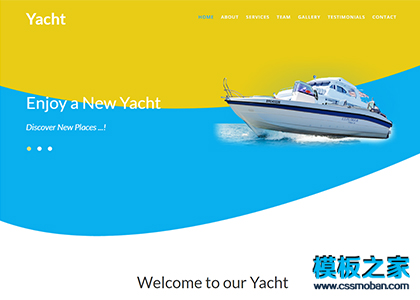 Yacht
HOME ABOUT SERVICES TEAM GALLERY TESTIMONIALS CONTACT
Enjoy a New Yacht
Discover New Places ...!
Welcome to our Yacht
模板之家
www.cssmoban.com